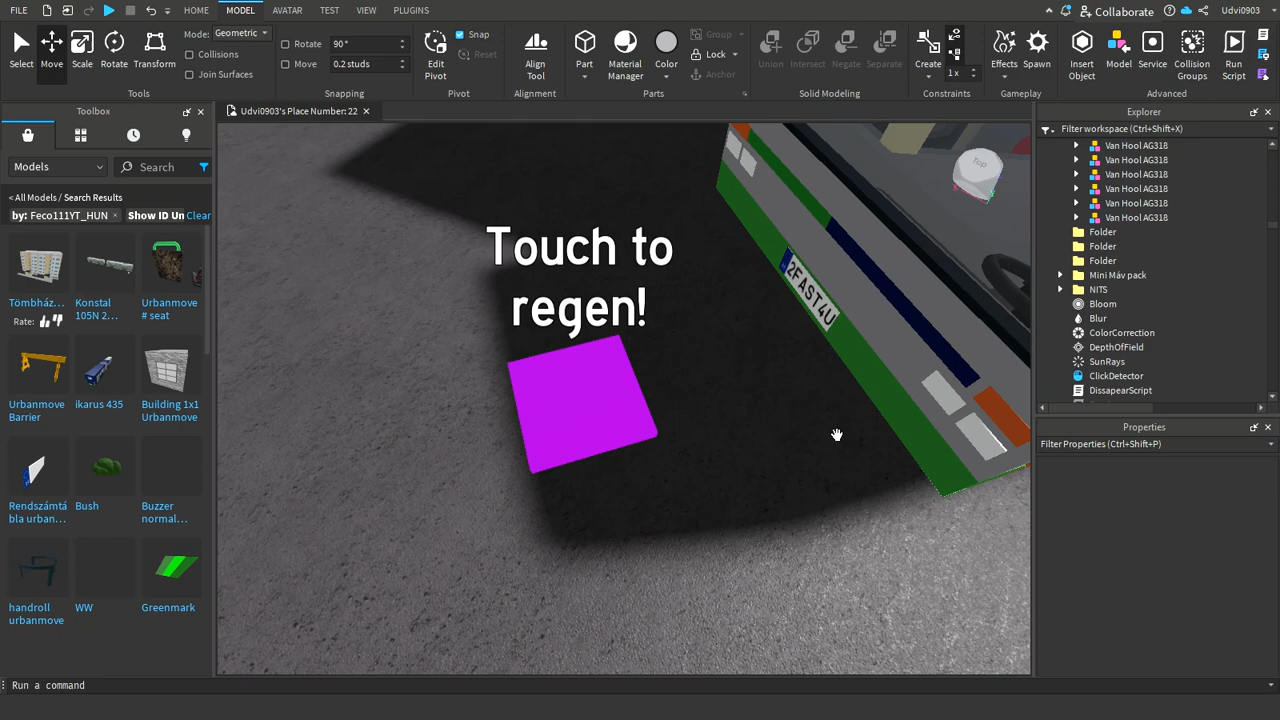 FILE HOME MODEL AVATAR TEST VIEW PLUGINS Collaborate Udvi0903
Select Move Scale Rotate Transform
Mode: Geometric
Collisions
Join Surfaces
Tools
Rotate 90°
Move 0.2 studs
Snapping
Edit Pivot
Snap
Reset
Pivot
Align Tool
Alignment
Part Material Manager Color
Group
Lock
Anchor
Parts
Union Intersect Negate Separate
Solid Modeling
Create
1 x
Constraints
Effects Spawn
Gameplay
Insert Object Model Service Collision Groups Run Script
Advanced
Toolbox
Models Search
< All Models / Search Results
by: Feco111YT_HUN Show ID Un Clear
Tömbház...
Rate:
Konstal 105N 2...
Urbanmove # seat
Urbanmove Barrier
ikarus 435
Building 1x1 Urbanmove
Rendszámtá bla urban...
Bush
Buzzer normal...
handroll urbanmove
WW
Greenmark
Udvi0903's Place Number: 22
Touch to
regen!
2FAST4U
Top
Explorer
Filter workspace (Ctrl+Shift+X)
Van Hool AG318
Van Hool AG318
Van Hool AG318
Van Hool AG318
Van Hool AG318
Van Hool AG318
Folder
Folder
Folder
Mini Máv pack
NITS
Bloom
Blur
ColorCorrection
DepthOfField
SunRays
ClickDetector
DissapearScript
Properties
Filter Properties (Ctrl+Shift+P)
Run a command